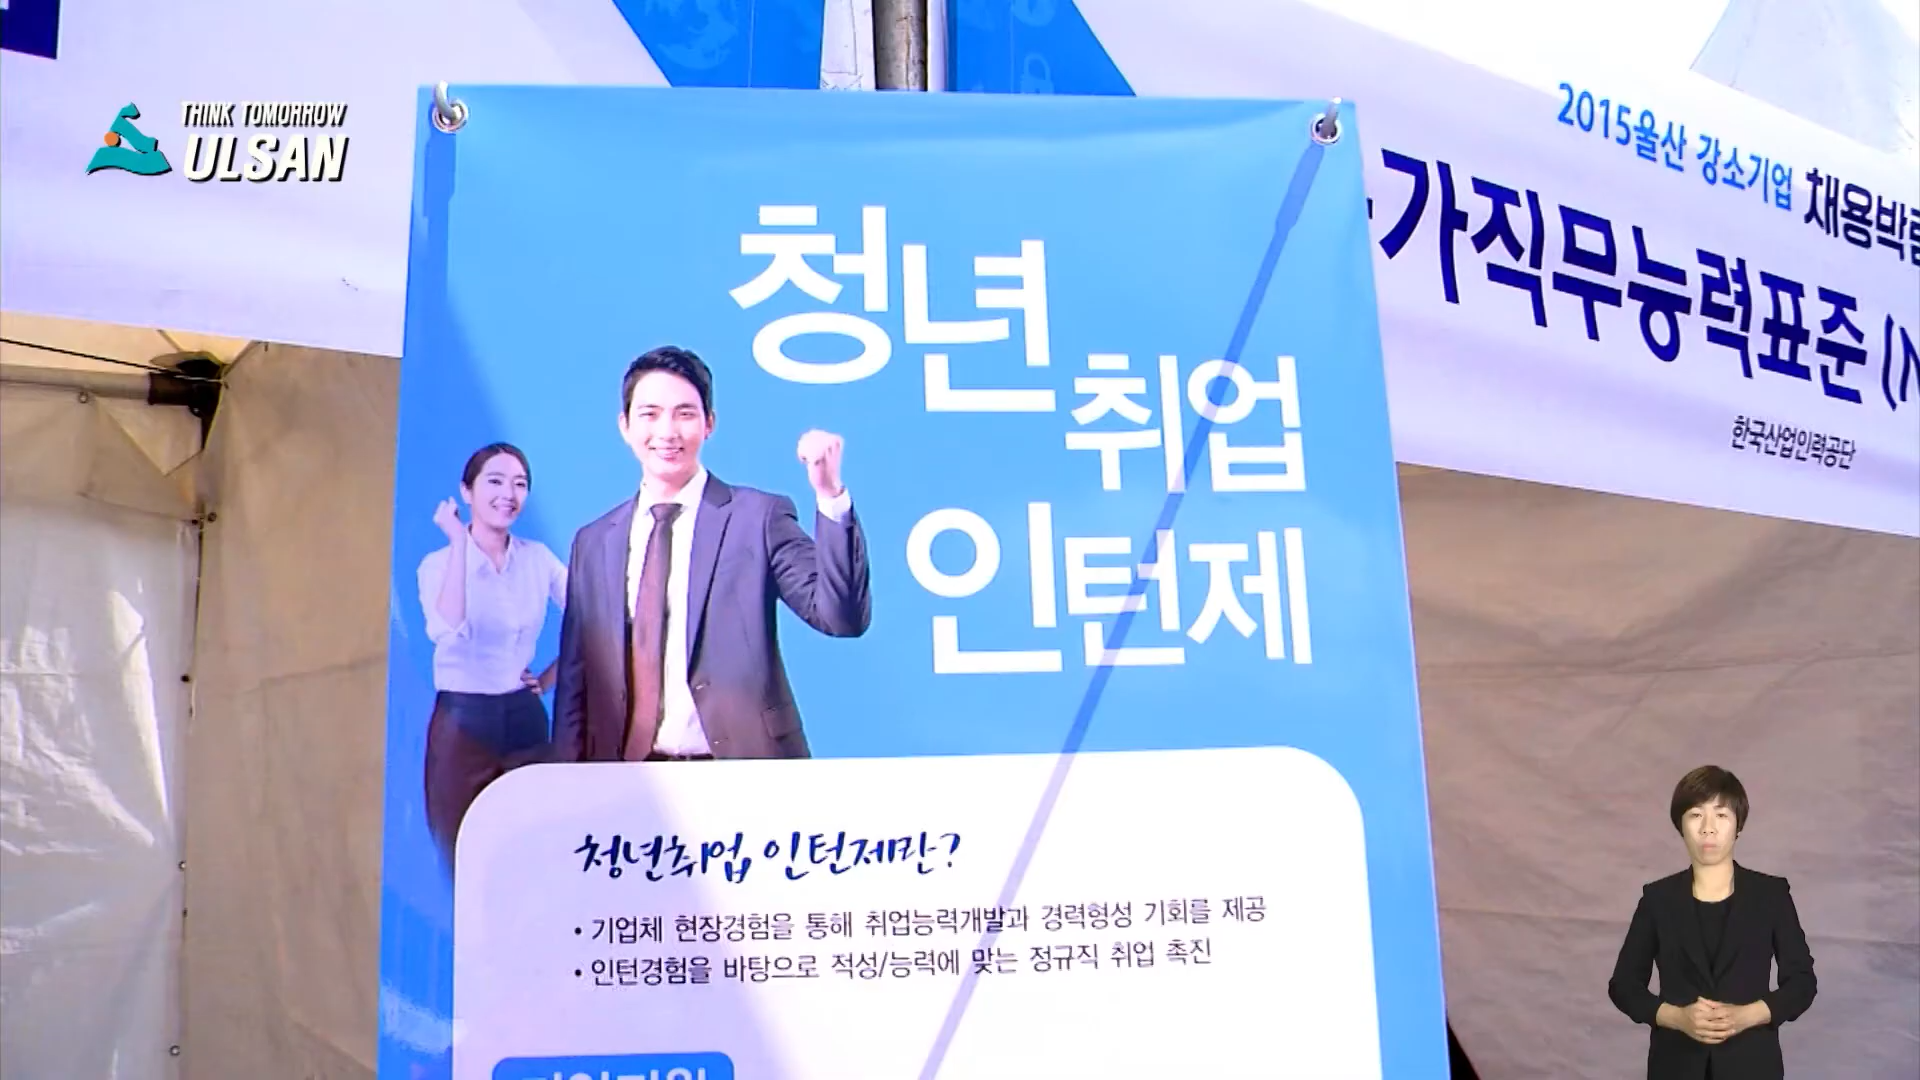 THINK TOMORROW
ULSAN
2015울산 강소기업 채용박람
가직무능력표준 (N
한국산업인력공단
청년
취업
인턴제
청년취업 인턴제란?
• 기업체 현장경험을 통해 취업능력개발과 경력형성 기회를 제공
• 인턴경험을 바탕으로 적성/능력에 맞는 정규직 취업 촉진